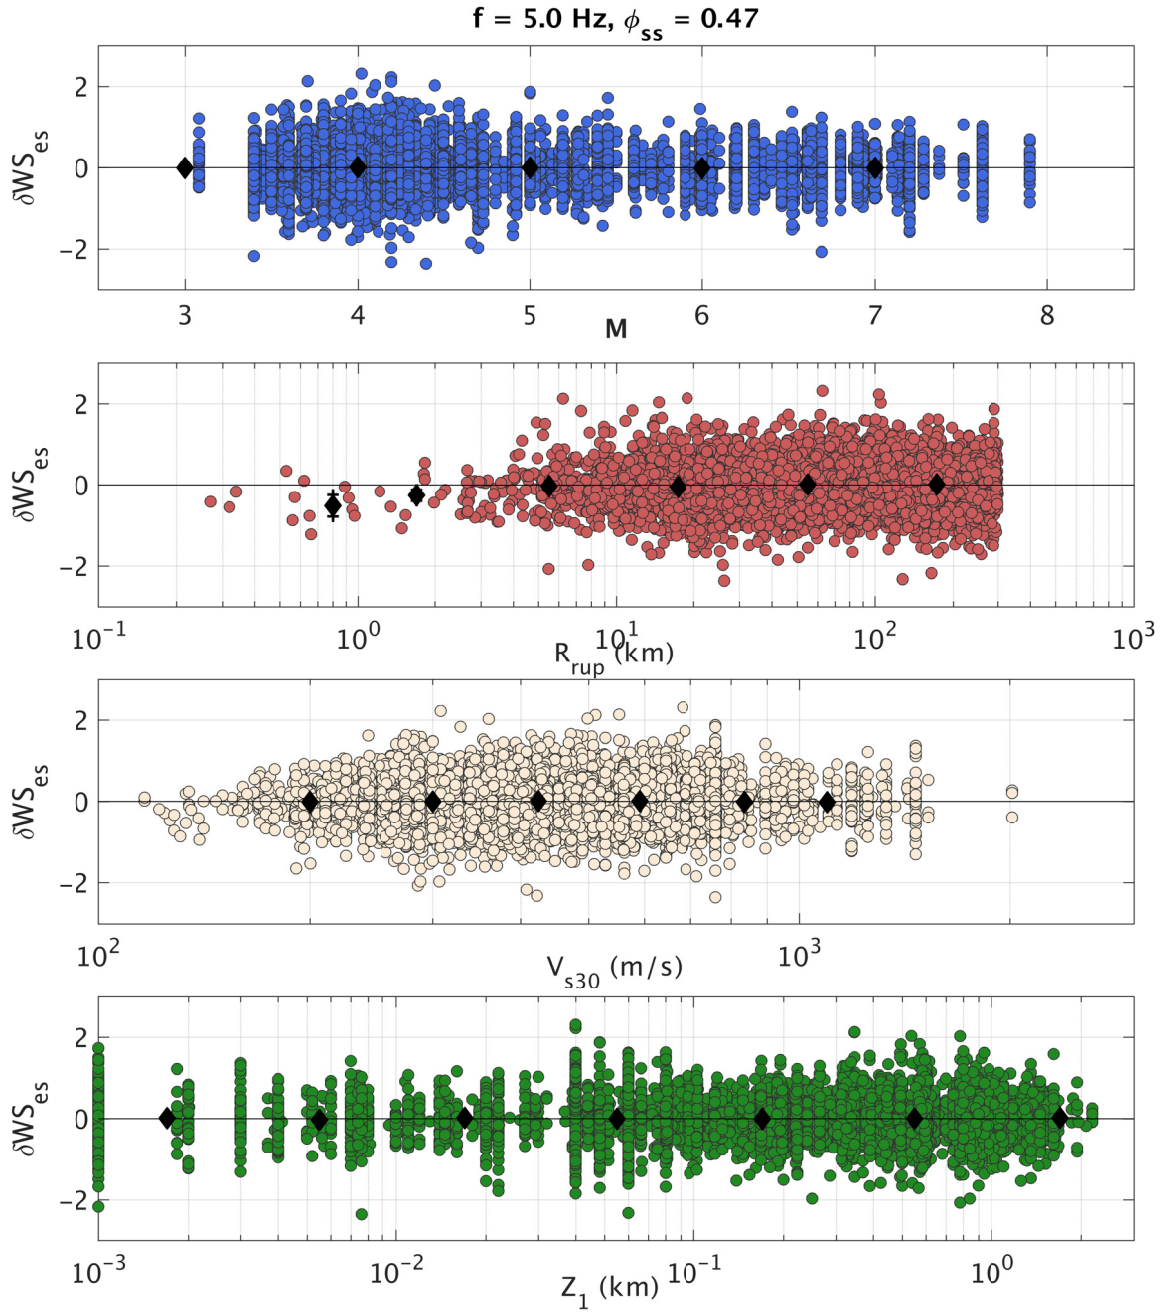 f = 5.0 Hz, ϕss = 0.47
2
0
−2
δWSes
3 4 5 6 7 8
M
2
0
−2
δWSes
10−1 100 101 102 103
Rrup (km)
2
0
−2
δWSes
102 103
Vs30 (m/s)
2
0
−2
δWSes
10−3 10−2 10−1 100
Z1 (km)